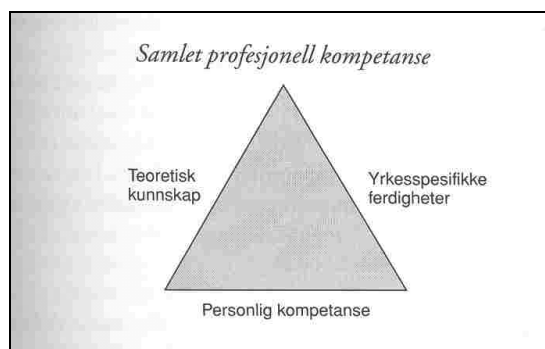 Samlet profesjonell kompetanse
Teoretisk
kunnskap
Yrkesspesifikke
ferdigheter
Personlig kompetanse